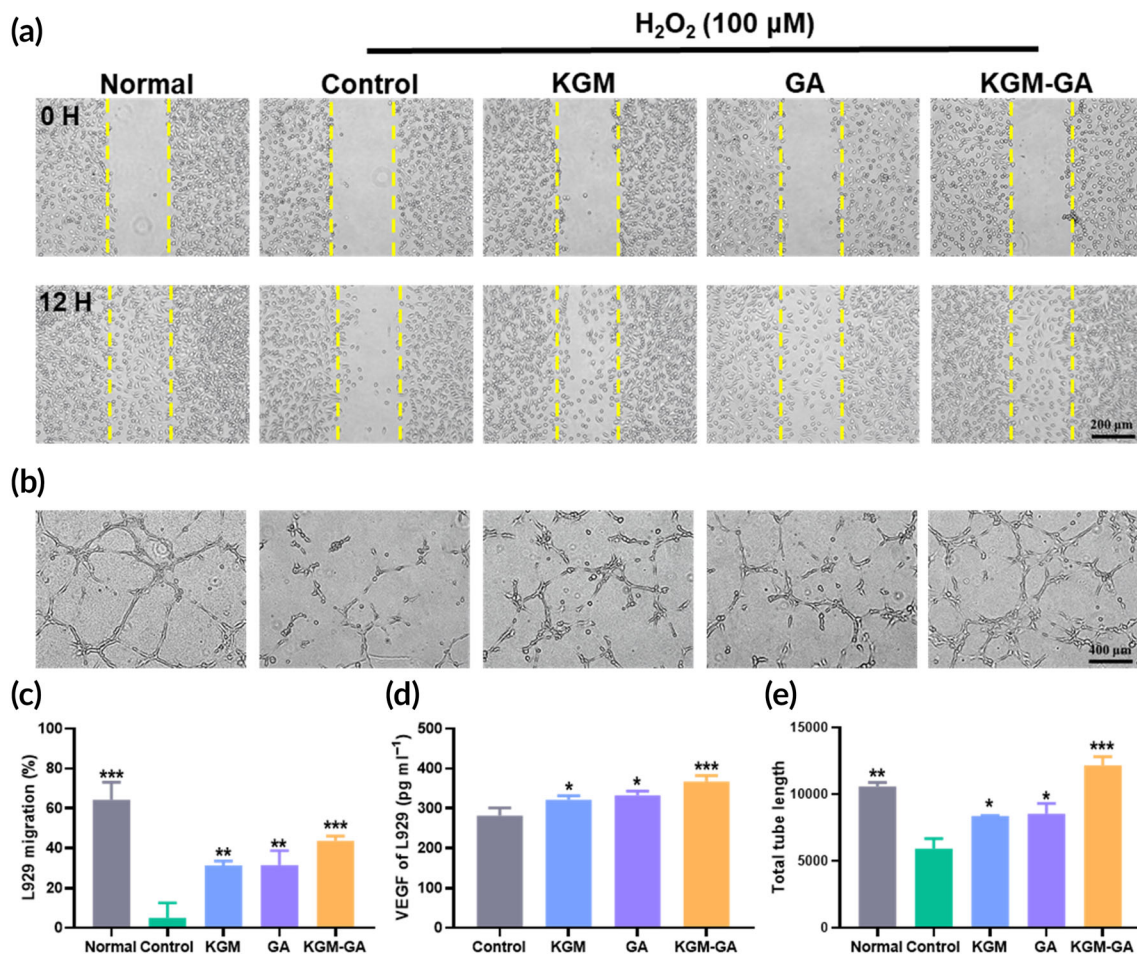 (a)
H₂O₂ (100 µM)
Normal Control KGM GA KGM-GA
0 H
12 H
200 µm
(b)
400 µm
(c)
L929 migration (%)
100
80
60
40
20
0
***
**
**
***
Normal Control KGM GA KGM-GA
(d)
VEGF of L929 (pg ml⁻¹)
500
400
300
200
100
0
*
*
***
Control KGM GA KGM-GA
(e)
Total tube length
15000
10000
5000
0
**
*
*
***
Normal Control KGM GA KGM-GA